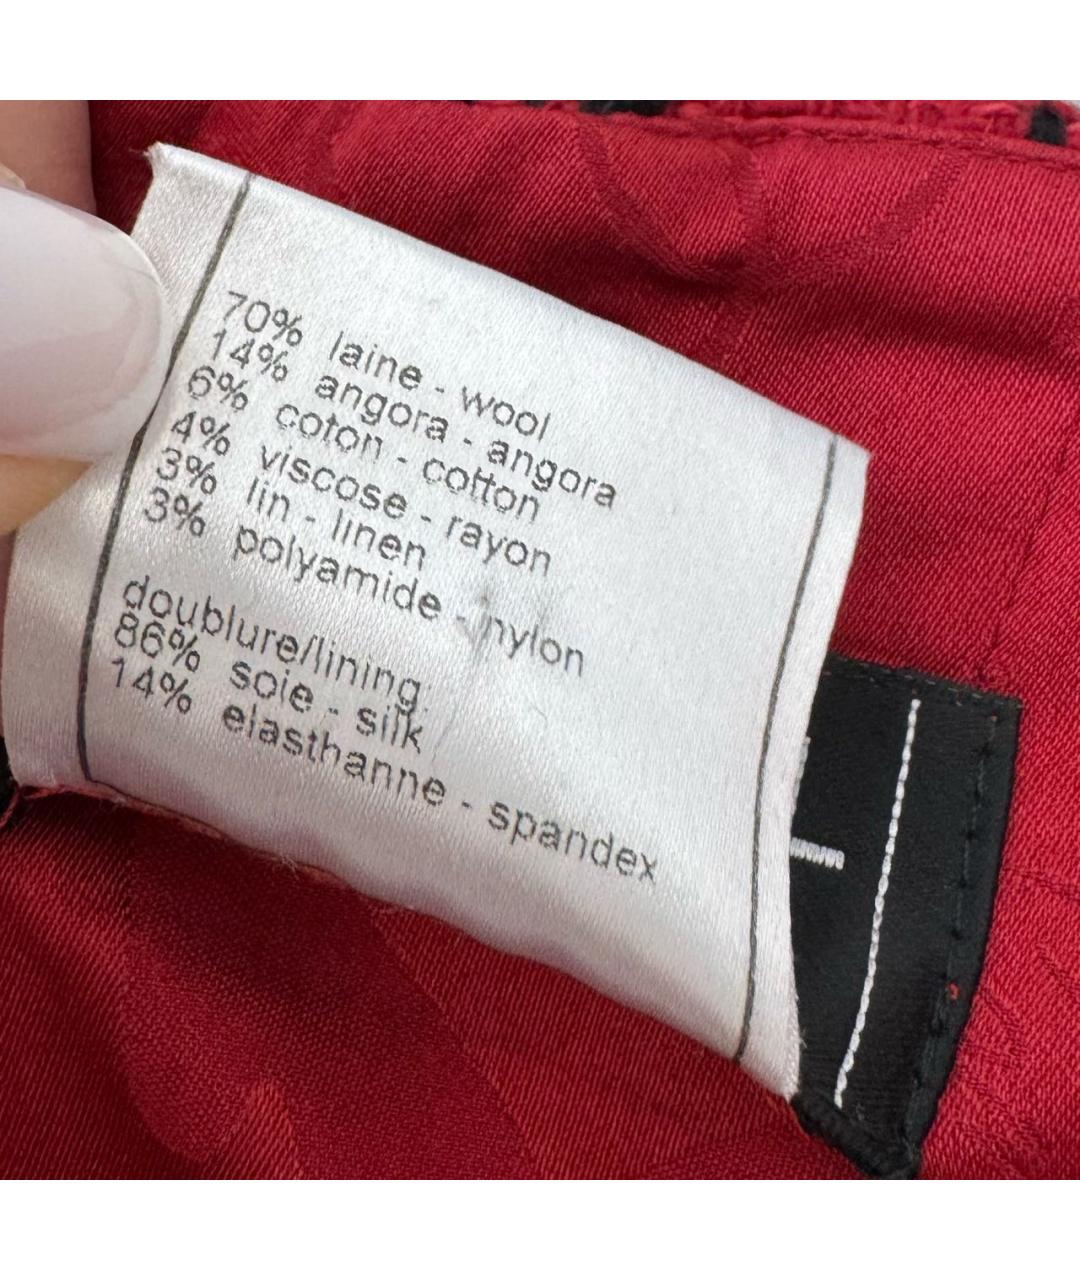 70% laine - wool
14% angora - angora
6% coton - cotton
4% viscose - rayon
3% lin - linen
3% polyamide - nylon
doublure/lining:
86% soie - silk
14% elasthanne - spandex